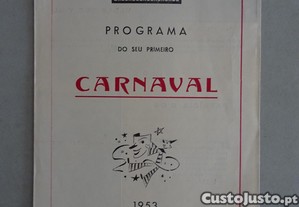 PROGRAMA
DO SEU PRIMEIRO
CARNAVAL
1953
CustoJusto.pt